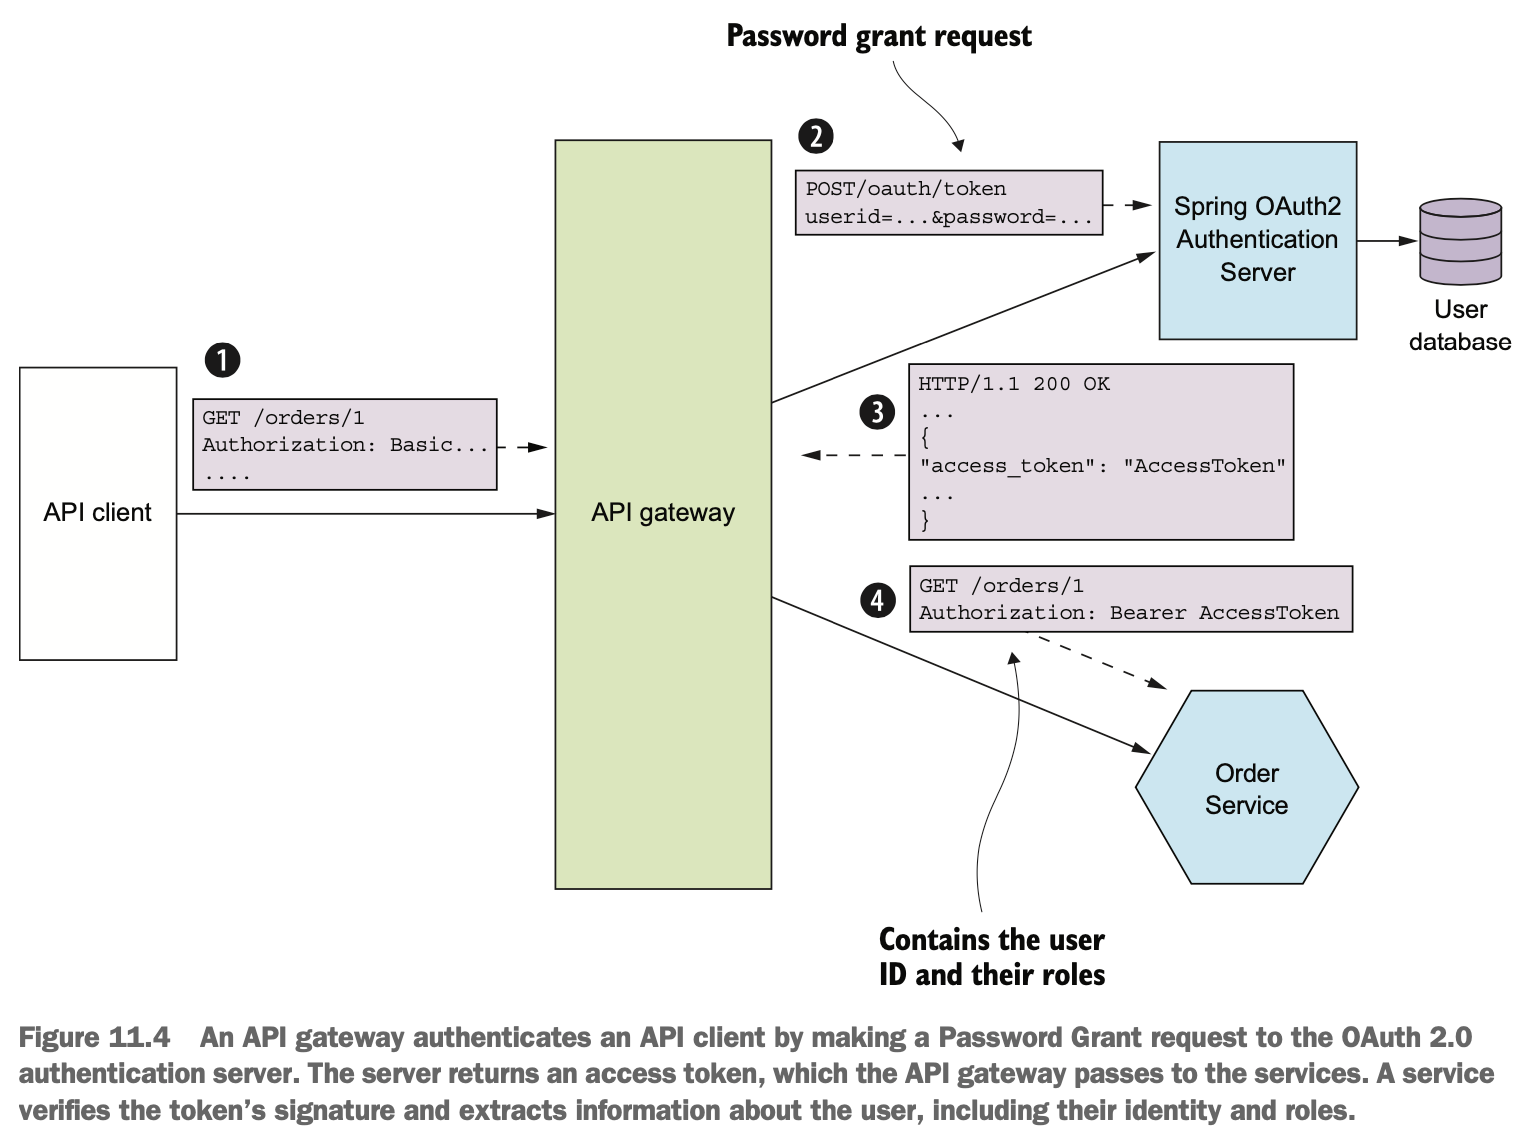 Password grant request
2
POST/oauth/token
userid=...&password=...
Spring OAuth2
Authentication
Server
User
database
1
GET /orders/1
Authorization: Basic...
....
API client
API gateway
3
HTTP/1.1 200 OK
...
{
"access_token": "AccessToken"
...
}
4
GET /orders/1
Authorization: Bearer AccessToken
Order
Service
Contains the user
ID and their roles
Figure 11.4 An API gateway authenticates an API client by making a Password Grant request to the OAuth 2.0
authentication server. The server returns an access token, which the API gateway passes to the services. A service
verifies the token’s signature and extracts information about the user, including their identity and roles.